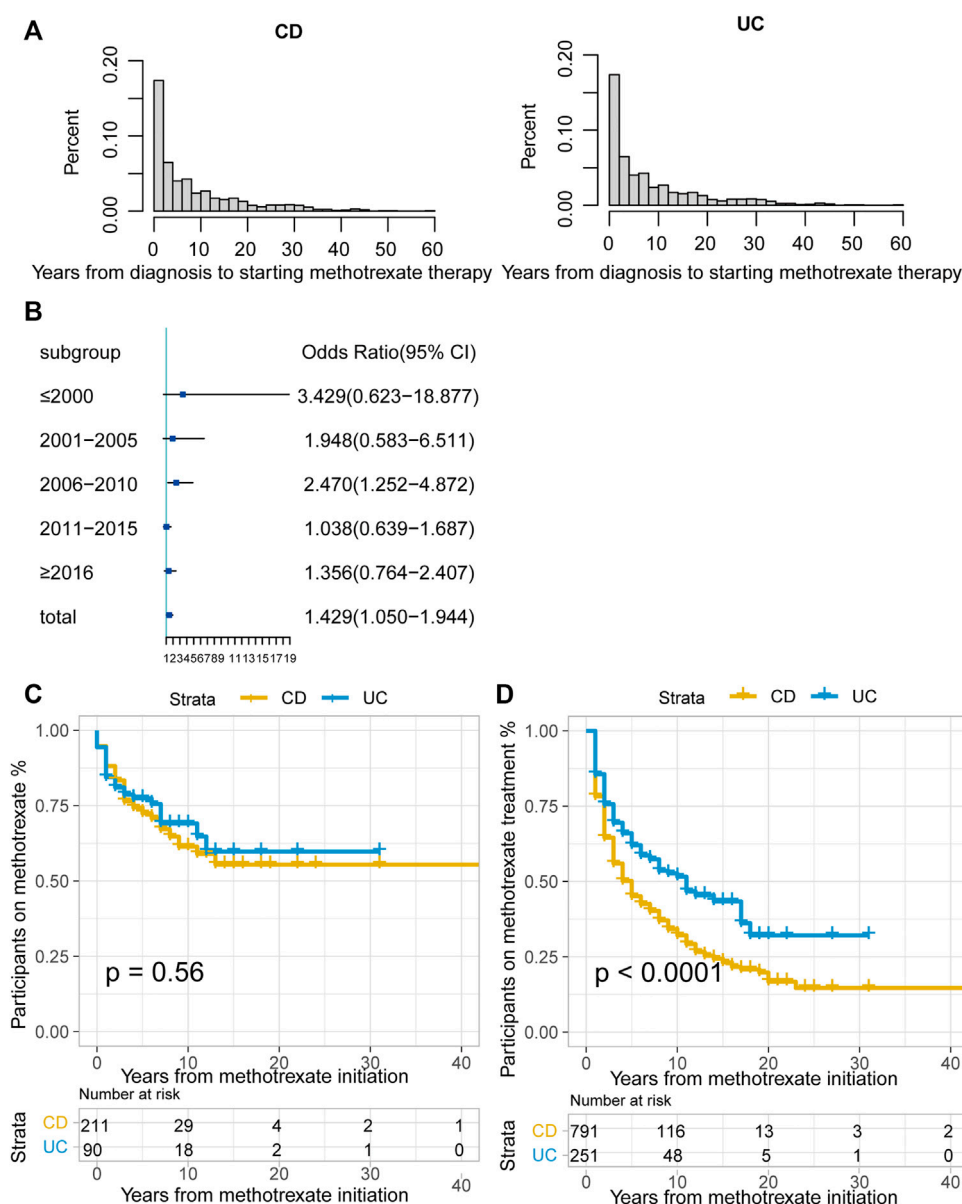 A
CD
UC
Percent
0.20
0.10
0.00
0 10 20 30 40 50 60
Years from diagnosis to starting methotrexate therapy
Percent
0.20
0.10
0.00
0 10 20 30 40 50 60
Years from diagnosis to starting methotrexate therapy
B
subgroup Odds Ratio(95% CI)
≤2000 3.429(0.623−18.877)
2001−2005 1.948(0.583−6.511)
2006−2010 2.470(1.252−4.872)
2011−2015 1.038(0.639−1.687)
≥2016 1.356(0.764−2.407)
total 1.429(1.050−1.944)
123456789 1113151719
C
Strata CD UC
Participants on methotrexate %
1.00
0.75
0.50
0.25
0.00
p = 0.56
0 10 20 30 40
Years from methotrexate initiation
Number at risk
Strata
CD 211 29 4 2 1
UC 90 18 2 1 0
0 10 20 30 40
Years from methotrexate initiation
D
Strata CD UC
Participants on methotrexate treatment %
1.00
0.75
0.50
0.25
0.00
p < 0.0001
0 10 20 30 40
Years from methotrexate initiation
Number at risk
Strata
CD 791 116 13 3 2
UC 251 48 5 1 0
0 10 20 30 40
Years from methotrexate initiation